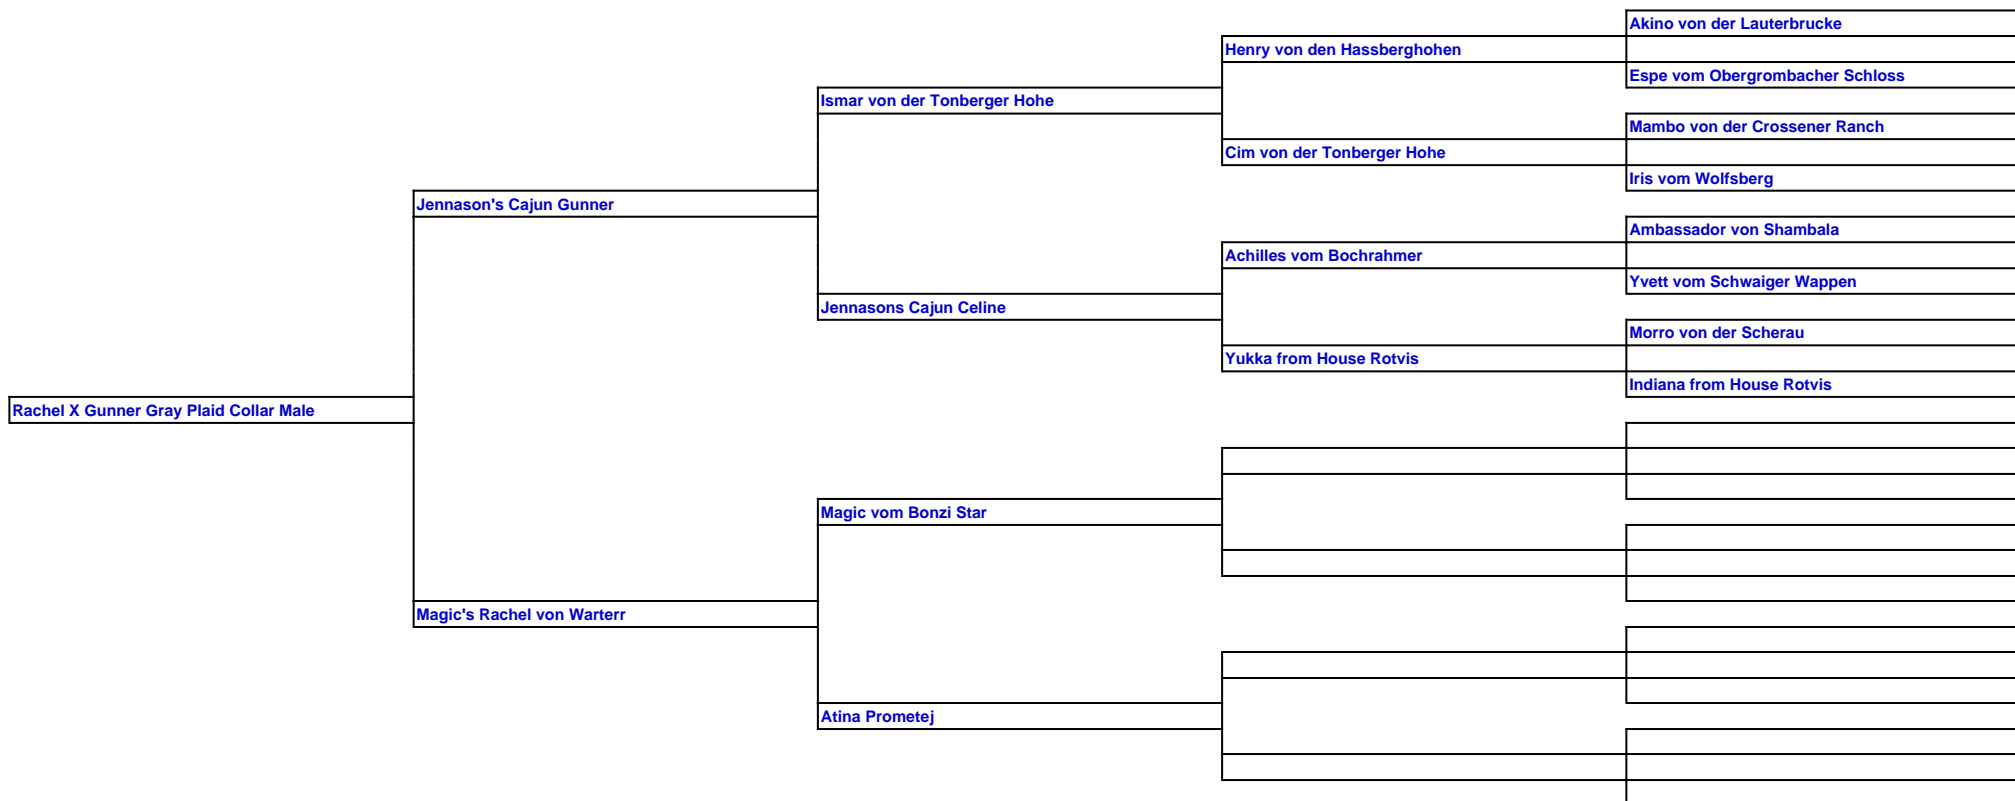 Akino von der Lauterbrucke
Henry von den Hassberghohen
Espe vom Obergrombacher Schloss
Ismar von der Tonberger Hohe
Mambo von der Crossener Ranch
Cim von der Tonberger Hohe
Iris vom Wolfsberg
Jennason's Cajun Gunner
Ambassador von Shambala
Achilles vom Bochrahmer
Yvett vom Schwaiger Wappen
Jennasons Cajun Celine
Morro von der Scherau
Yukka from House Rotvis
Indiana from House Rotvis
Rachel X Gunner Gray Plaid Collar Male
Magic vom Bonzi Star
Magic's Rachel von Warterr
Atina Prometej